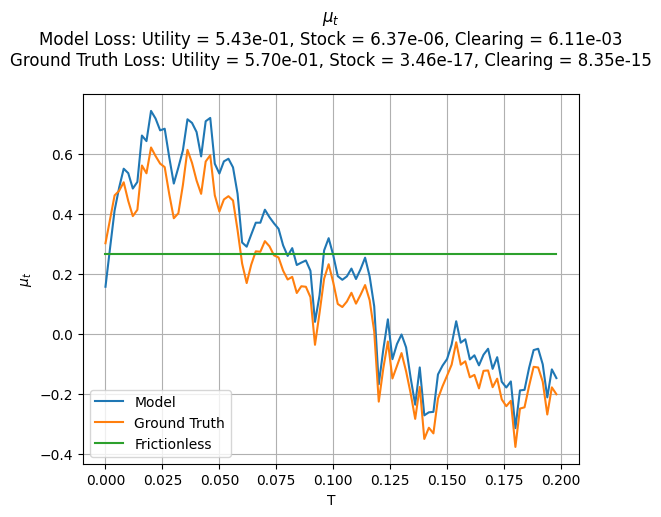 μ_t
Model Loss: Utility = 5.43e-01, Stock = 6.37e-06, Clearing = 6.11e-03
Ground Truth Loss: Utility = 5.70e-01, Stock = 3.46e-17, Clearing = 8.35e-15
0.6
0.4
0.2
0.0
−0.2
−0.4
μ_t
Model
Ground Truth
Frictionless
0.000 0.025 0.050 0.075 0.100 0.125 0.150 0.175 0.200
T